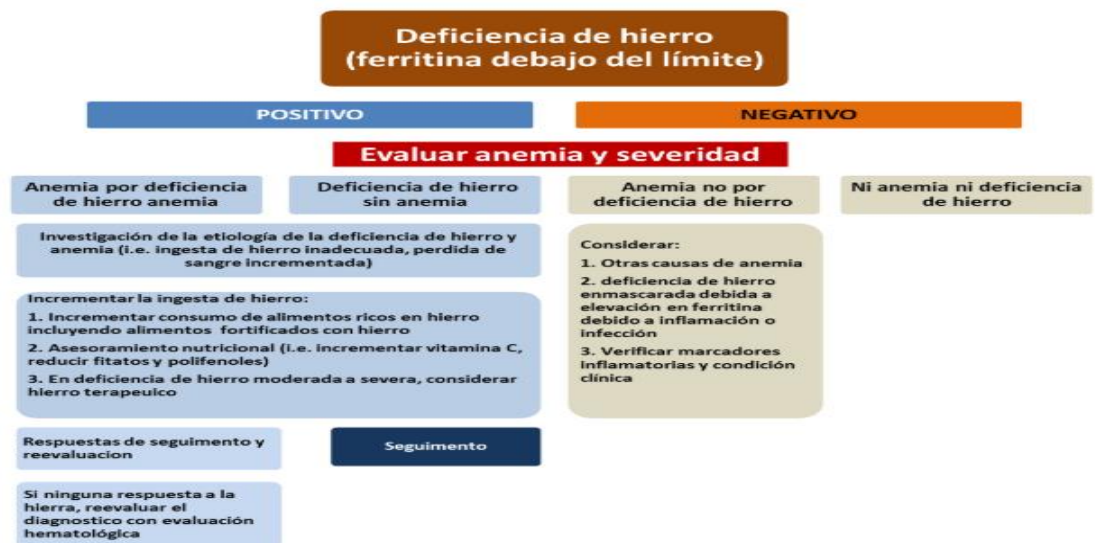 Deficiencia de hierro
(ferritina debajo del límite)
POSITIVO
NEGATIVO
Evaluar anemia y severidad
Anemia por deficiencia
de hierro anemia
Deficiencia de hierro
sin anemia
Anemia no por
deficiencia de hierro
Ni anemia ni deficiencia
de hierro
Investigación de la etiología de la deficiencia de hierro y
anemia (i.e. ingesta de hierro inadecuada, perdida de
sangre incrementada)
Incrementar la ingesta de hierro:
1. Incrementar consumo de alimentos ricos en hierro
incluyendo alimentos fortificados con hierro
2. Asesoramiento nutricional (i.e. incrementar vitamina C,
reducir fitatos y polifenoles)
3. En deficiencia de hierro moderada a severa, considerar
hierro terapeuico
Considerar:
1. Otras causas de anemia
2. deficiencia de hierro
enmascarada debida a
elevación en ferritina
debido a inflamación o
infección
3. Verificar marcadores
inflamatorias y condición
clínica
Respuestas de seguimento y
reevaluacion
Seguimento
Si ninguna respuesta a la
hierra, reevaluar el
diagnostico con evaluación
hematológica